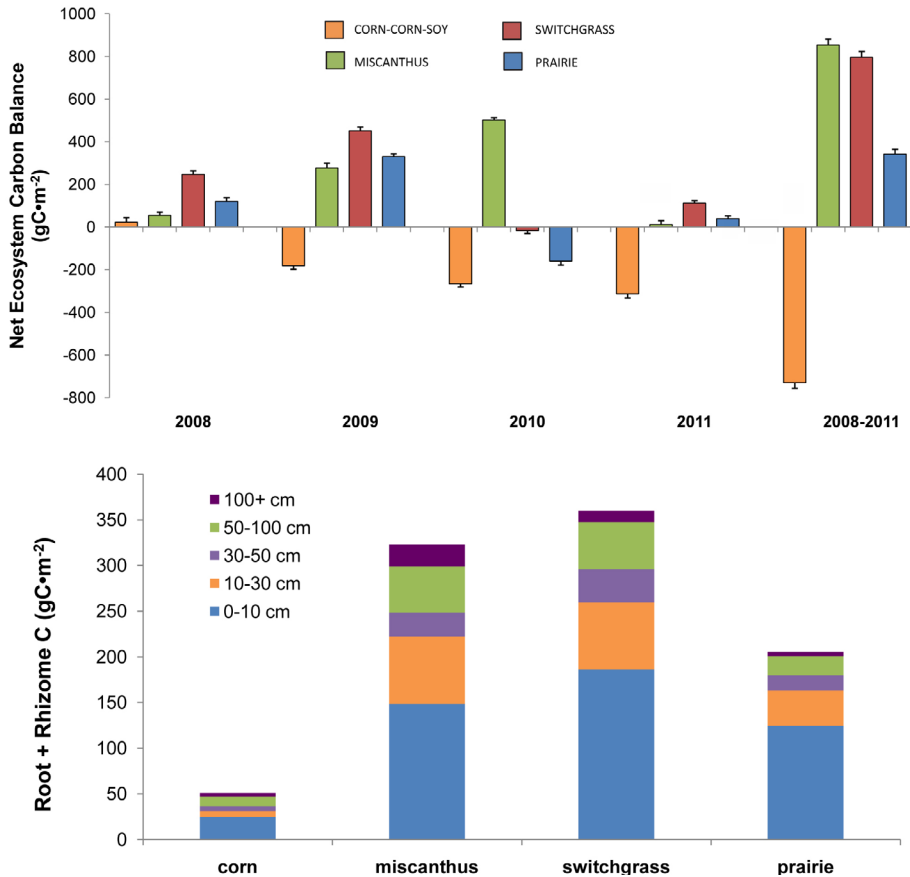 Net Ecosystem Carbon Balance
(gC•m-2)
1000
800
600
400
200
0
-200
-400
-600
-800
CORN-CORN-SOY
SWITCHGRASS
MISCANTHUS
PRAIRIE
2008
2009
2010
2011
2008-2011
Root + Rhizome C (gC•m-2)
400
350
300
250
200
150
100
50
0
100+ cm
50-100 cm
30-50 cm
10-30 cm
0-10 cm
corn
miscanthus
switchgrass
prairie